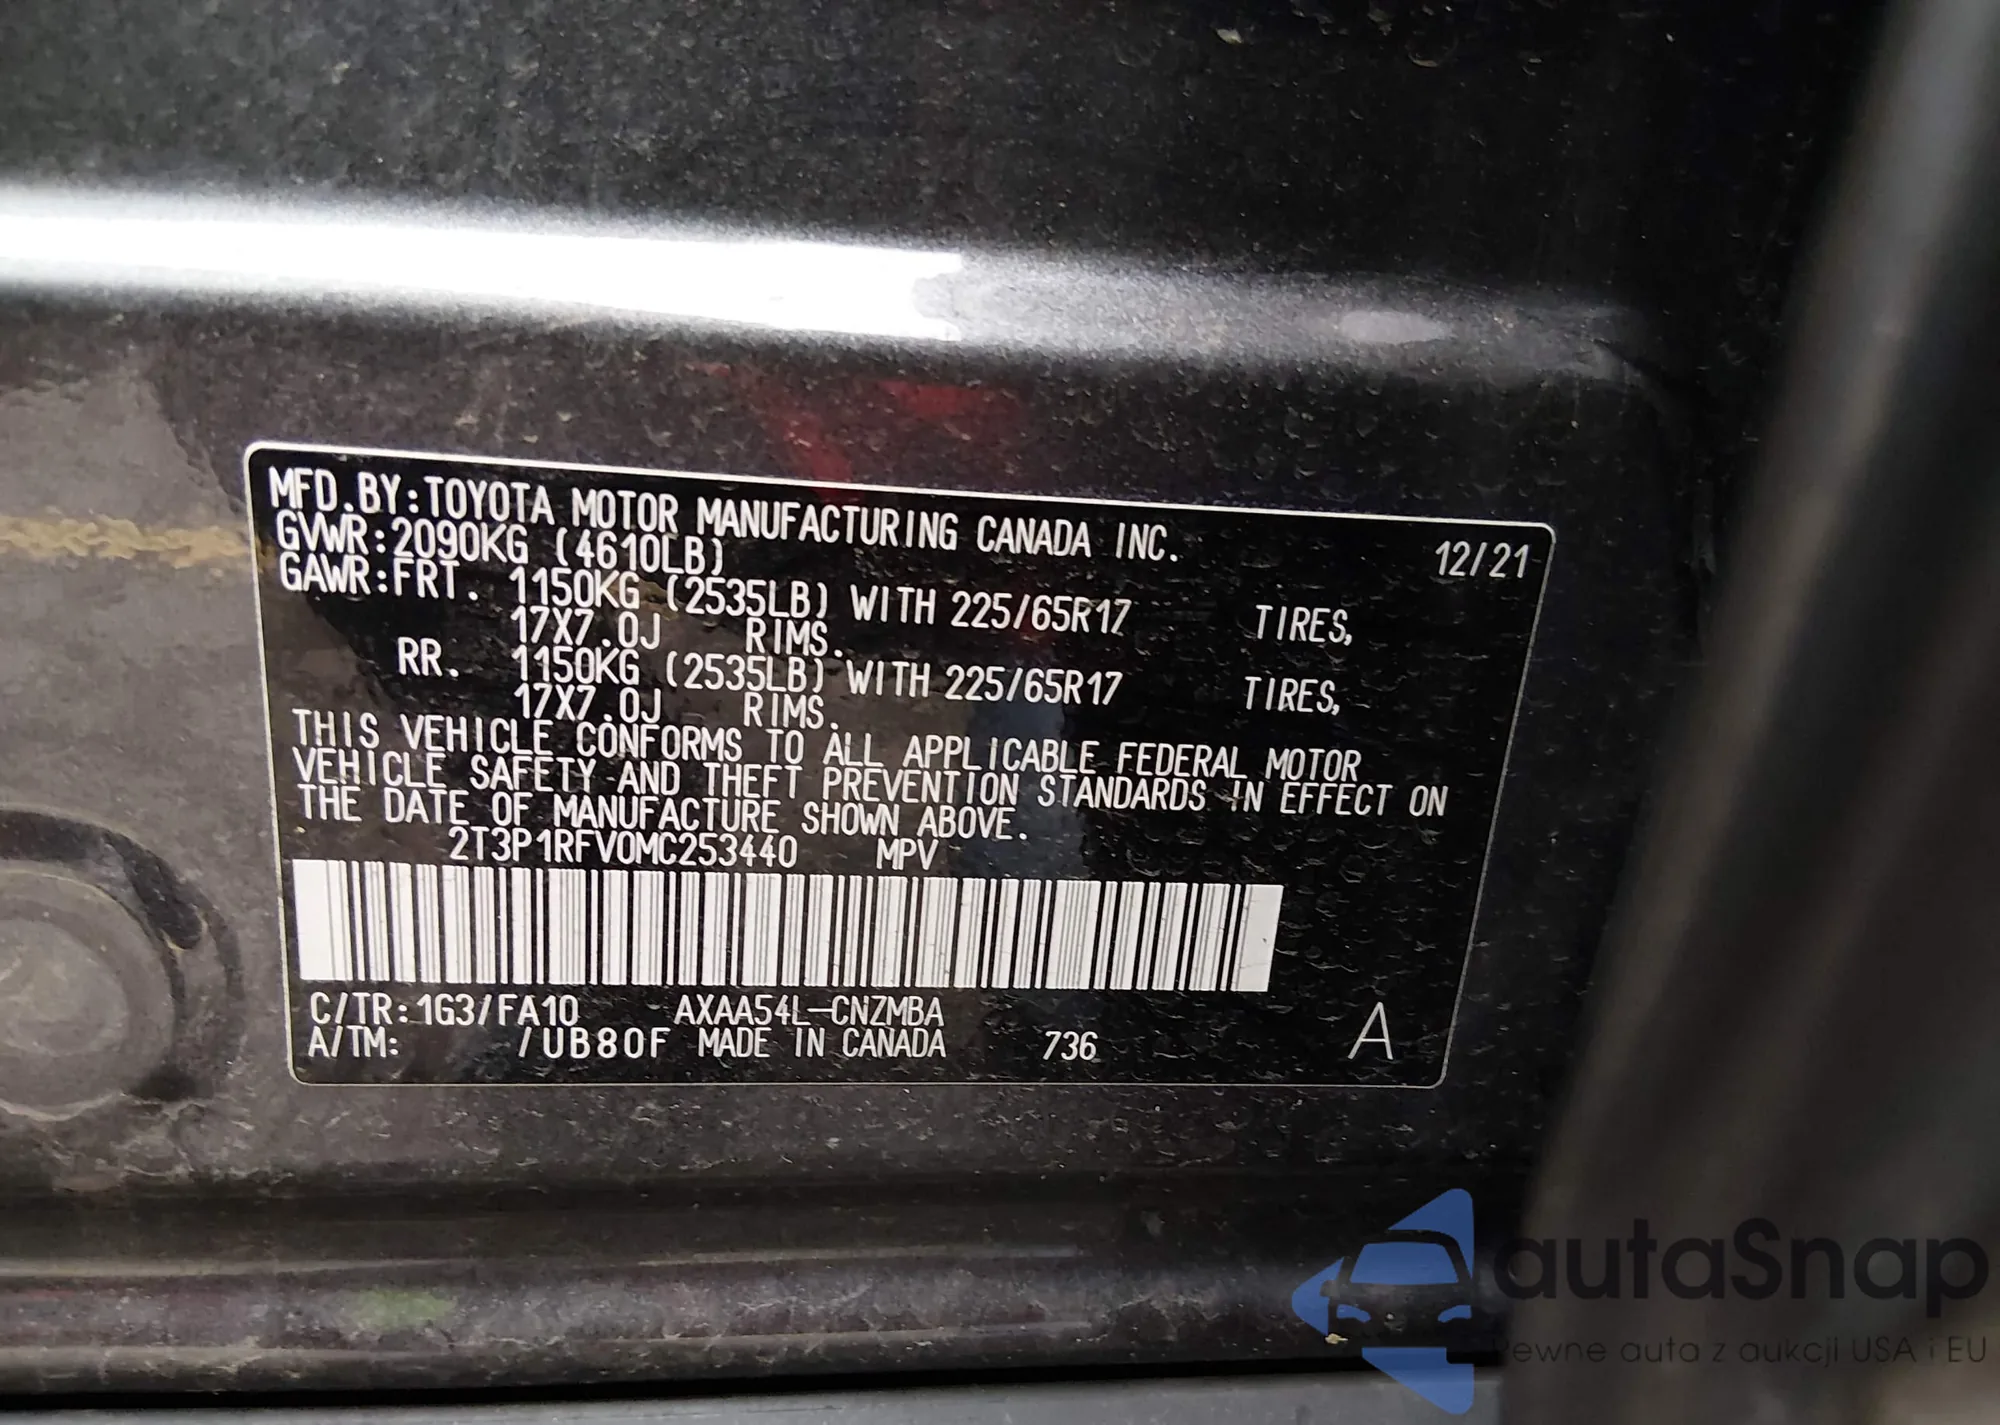 MFD.BY:TOYOTA MOTOR MANUFACTURING CANADA INC.
GVWR:2090KG (4610LB) 12/21
GAWR:FRT. 1150KG (2535LB) WITH 225/65R17 TIRES,
17X7.0J RIMS.
RR. 1150KG (2535LB) WITH 225/65R17 TIRES,
17X7.0J RIMS.
THIS VEHICLE CONFORMS TO ALL APPLICABLE FEDERAL MOTOR
VEHICLE SAFETY AND THEFT PREVENTION STANDARDS IN EFFECT ON
THE DATE OF MANUFACTURE SHOWN ABOVE.
2T3P1RFV0MC253440 MPV
C/TR:1G3/FA10 AXAA54L-CNZMBA
A/TM: /UB80F MADE IN CANADA 736 A
autaSnap
Pewne auta z aukcji USA i EU